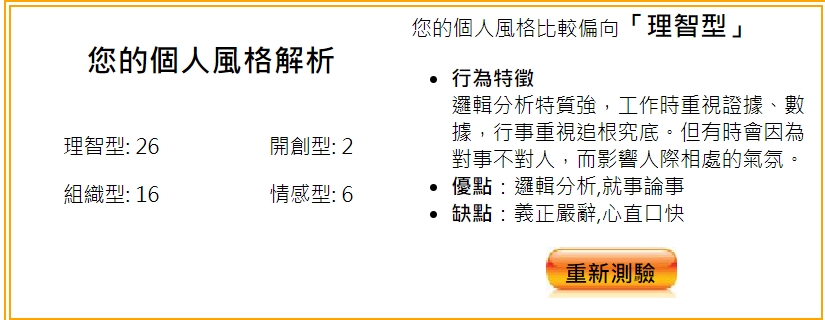 您的個人風格解析
理智型: 26
開創型: 2
組織型: 16
情感型: 6
您的個人風格比較偏向「理智型」
• 行為特徵
邏輯分析特質強，工作時重視證據、數
據，行事重視追根究底。但有時會因為
對事不對人，而影響人際相處的氣氛。
• 優點：邏輯分析,就事論事
• 缺點：義正嚴辭,心直口快
重新測驗